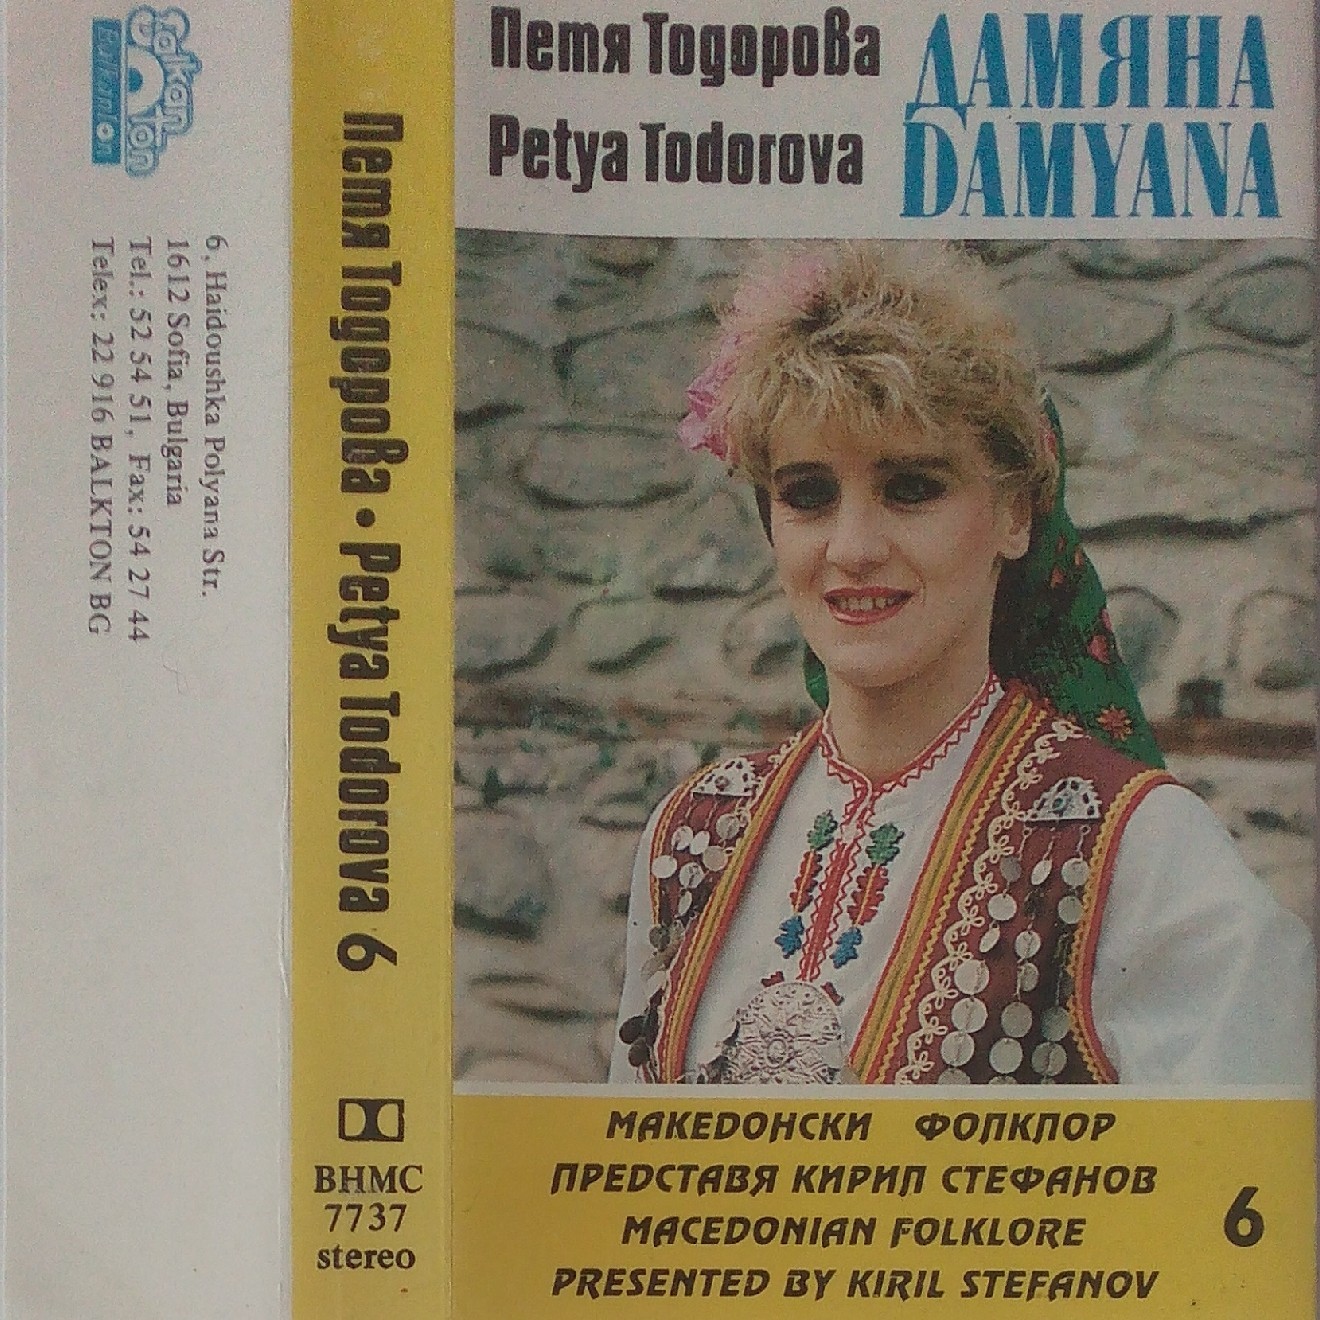 Петя Тодорова
Petya Todorova
ДАМЯНА
DAMYANA
МАКЕДОНСКИ ФОЛКЛОР
ПРЕДСТАВЯ КИРИЛ СТЕФАНОВ
MACEDONIAN FOLKLORE
PRESENTED BY KIRIL STEFANOV
6
Петя Тодорова • Petya Todorova 6
BHMC
7737
stereo
Balkanton
6, Haidoushka Polyana Str.
1612 Sofia, Bulgaria
Tel.: 52 54 51, Fax: 54 27 44
Telex: 22 916 BALKTON BG